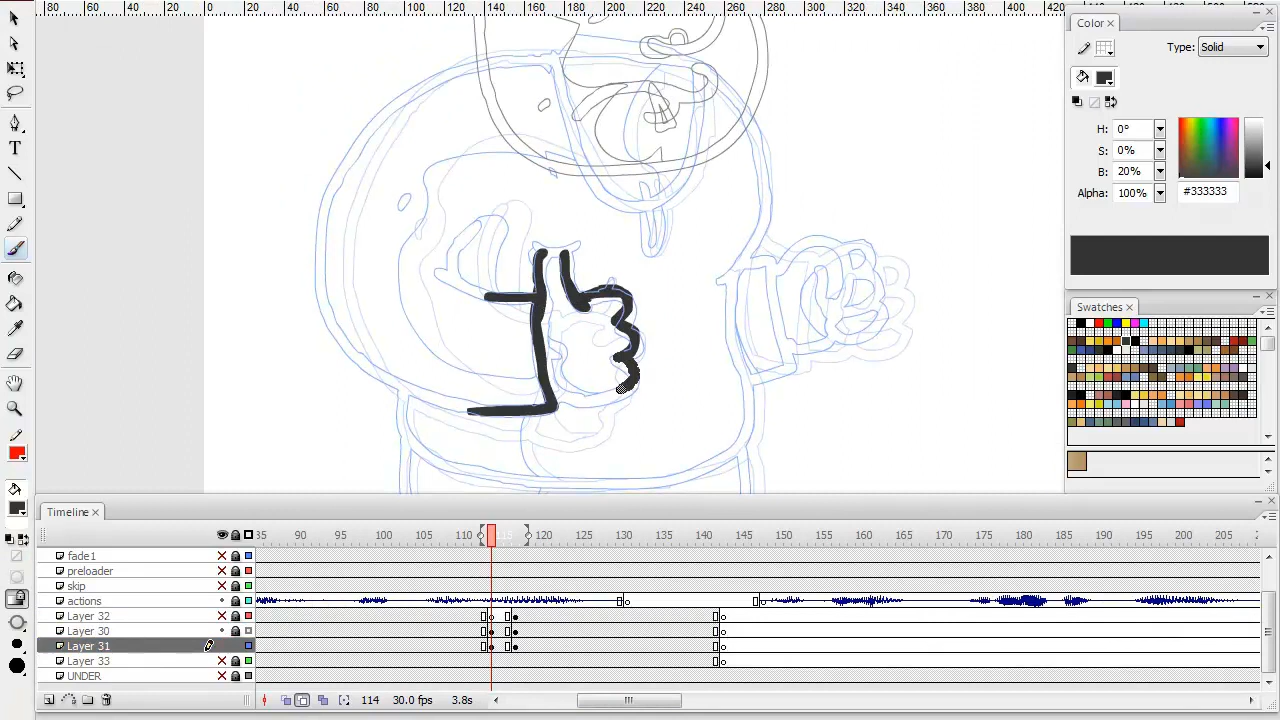 80 60 40 20 0 20 40 60 80 100 120 140 160 180 200 220 240 260 280 300 320 340 360 380 400 420
Color
Type: Solid
H: 0°
S: 0%
B: 20%
Alpha: 100% #333333
Swatches
T
Timeline
35 90 95 100 105 110 115 120 125 130 135 140 145 150 155 160 165 170 175 180 185 190 195 200 205 2
fade1
preloader
skip
actions
Layer 32
Layer 30
Layer 31
Layer 33
UNDER
114 30.0 fps 3.8s